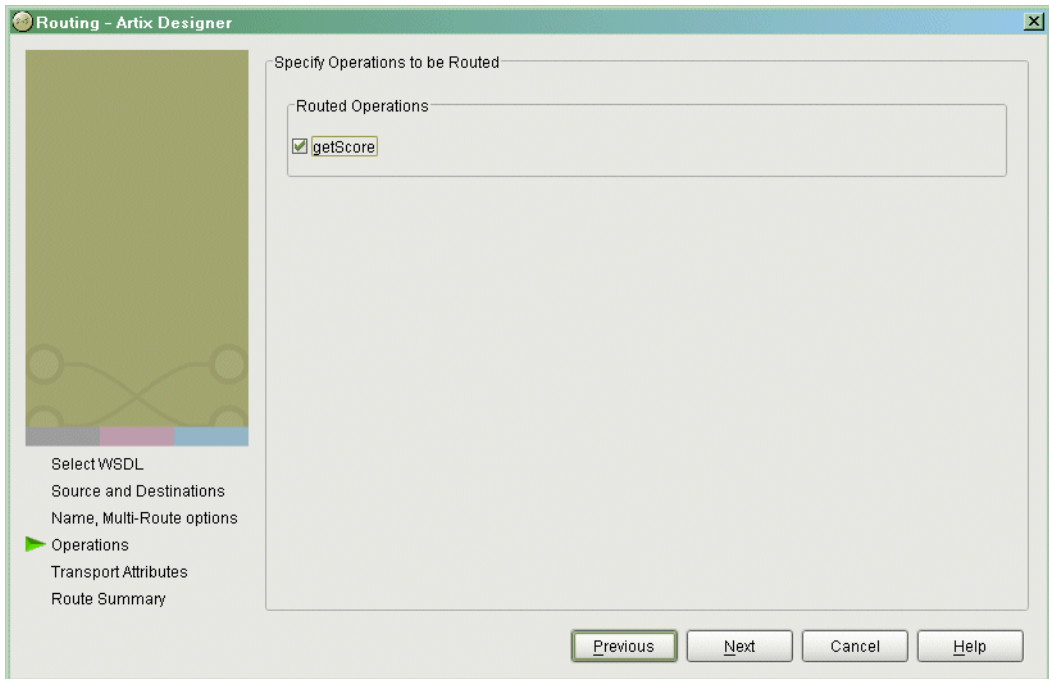 Routing - Artix Designer
Specify Operations to be Routed
Routed Operations
getScore
Select WSDL
Source and Destinations
Name, Multi-Route options
Operations
Transport Attributes
Route Summary
Previous
Next
Cancel
Help